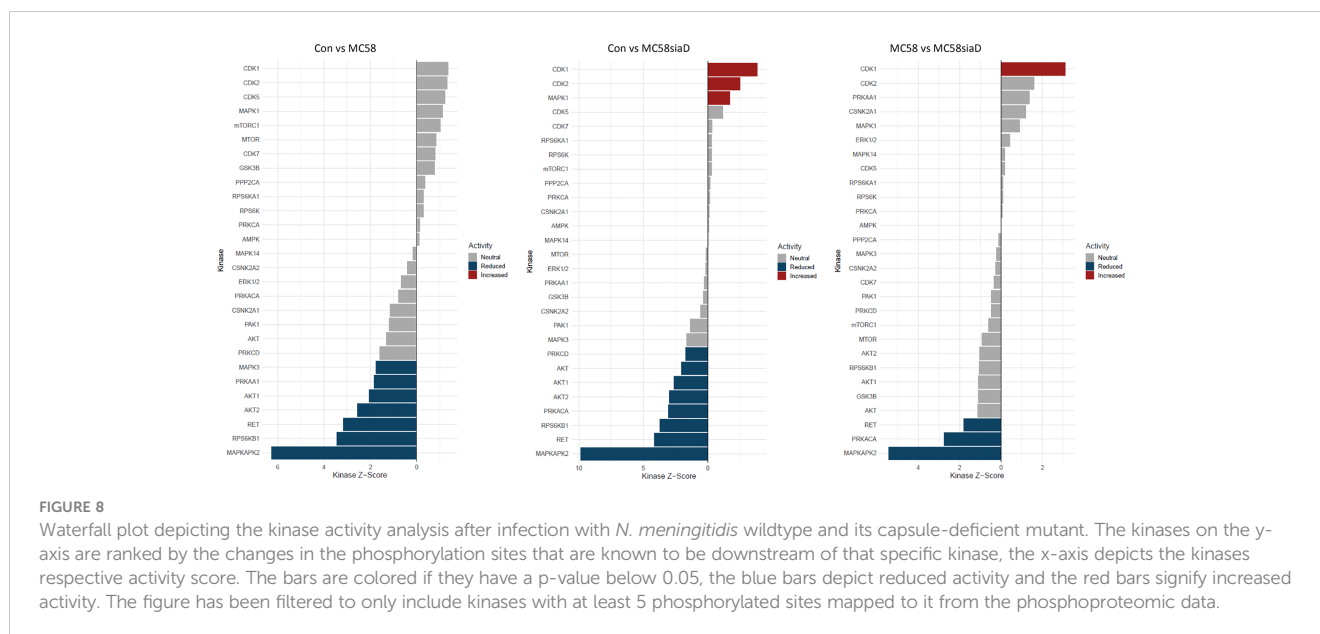 Con vs MC58
CDK1
CDK2
CDK5
MAPK1
mTORC1
MTOR
CDK7
GSK3B
PPP2CA
RPS6KA1
RPS6K
PRKCA
AMPK
MAPK14
CSNK2A2
ERK1/2
PRKACA
CSNK2A1
PAK1
AKT
PRKCD
MAPK3
PRKAA1
AKT1
AKT2
RET
RPS6KB1
MAPKAPK2
Kinase
6 4 2 0
Kinase Z-Score
Activity
Neutral
Reduced
Increased
Con vs MC58siaD
CDK1
CDK2
MAPK1
CDK5
CDK7
RPS6KA1
RPS6K
mTORC1
PPP2CA
PRKCA
CSNK2A1
AMPK
MAPK14
MTOR
ERK1/2
PRKAA1
GSK3B
CSNK2A2
PAK1
MAPK3
PRKCD
AKT
AKT1
AKT2
PRKACA
RPS6KB1
RET
MAPKAPK2
Kinase
10 5 0
Kinase Z-Score
Activity
Neutral
Reduced
Increased
MC58 vs MC58siaD
CDK1
CDK2
PRKAA1
CSNK2A1
MAPK1
ERK1/2
MAPK14
CDK5
RPS6KA1
RPS6K
PRKCA
AMPK
PPP2CA
MAPK3
CSNK2A2
CDK7
PAK1
PRKCD
mTORC1
MTOR
AKT2
RPS6KB1
AKT1
GSK3B
AKT
RET
PRKACA
MAPKAPK2
Kinase
4 2 0 2
Kinase Z-Score
Activity
Neutral
Reduced
Increased
FIGURE 8
Waterfall plot depicting the kinase activity analysis after infection with N. meningitidis wildtype and its capsule-deficient mutant. The kinases on the y-
axis are ranked by the changes in the phosphorylation sites that are known to be downstream of that specific kinase, the x-axis depicts the kinases
respective activity score. The bars are colored if they have a p-value below 0.05, the blue bars depict reduced activity and the red bars signify increased
activity. The figure has been filtered to only include kinases with at least 5 phosphorylated sites mapped to it from the phosphoproteomic data.